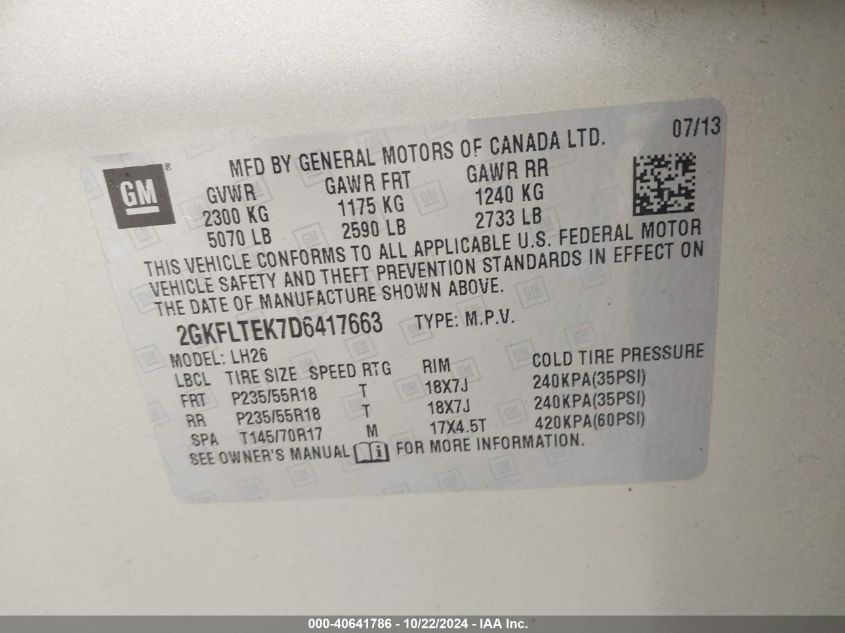 07/13
GM ®
MFD BY GENERAL MOTORS OF CANADA LTD.
GVWR GAWR FRT GAWR RR
2300 KG 1175 KG 1240 KG
5070 LB 2590 LB 2733 LB
THIS VEHICLE CONFORMS TO ALL APPLICABLE U.S. FEDERAL MOTOR
VEHICLE SAFETY AND THEFT PREVENTION STANDARDS IN EFFECT ON
THE DATE OF MANUFACTURE SHOWN ABOVE.
2GKFLTEK7D6417663 TYPE: M.P.V.
MODEL: LH26
LBCL TIRE SIZE SPEED RTG RIM COLD TIRE PRESSURE
FRT P235/55R18 T 18X7J 240KPA(35PSI)
RR P235/55R18 T 18X7J 240KPA(35PSI)
SPA T145/70R17 M 17X4.5T 420KPA(60PSI)
SEE OWNER'S MANUAL FOR MORE INFORMATION.
000-40641786 - 10/22/2024 - IAA Inc.